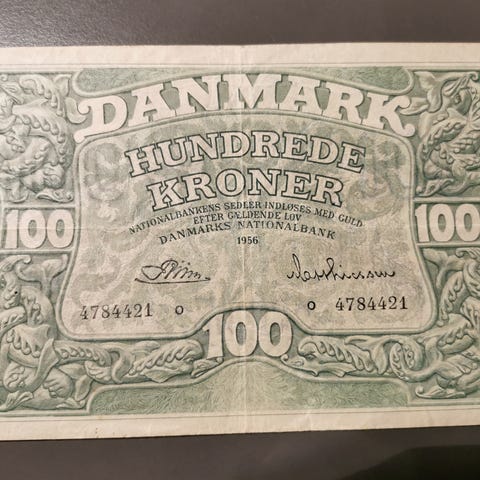 DANMARK
HUNDREDE
KRONER
NATIONALBANKENS SEDLER INDLØSES MED GULD
EFTER GÆLDENDE LOV
DANMARKS NATIONALBANK
1956
100
100
4784421 O
O 4784421
100